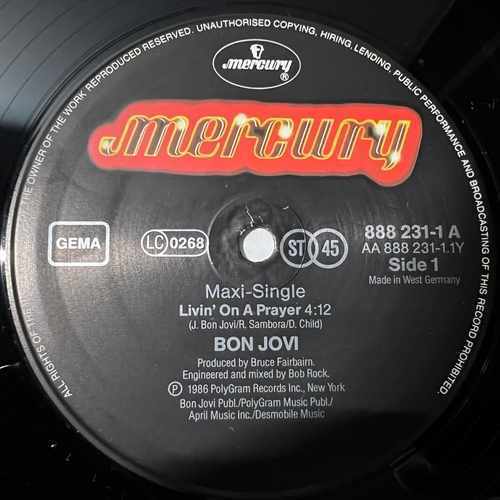 ALL RIGHTS OF THE
OWNER OF THE WORK REPRODUCED RESERVED. UNAUTHORISED COPYING, HIRING, LENDING, PUBLIC PERFORMANCE AND BROADCASTING OF THIS RECORD PROHIBITED.
mercury
®
mercury
GEMA
LC 0268
ST 45
888 231-1 A
AA 888 231-1.1Y
Side 1
Made in West Germany
Maxi-Single
Livin' On A Prayer 4:12
(J. Bon Jovi/R. Sambora/D. Child)
BON JOVI
Produced by Bruce Fairbairn.
Engineered and mixed by Bob Rock.
Ⓟ 1986 PolyGram Records Inc., New York
Bon Jovi Publ./PolyGram Music Publ./
April Music Inc./Desmobile Music